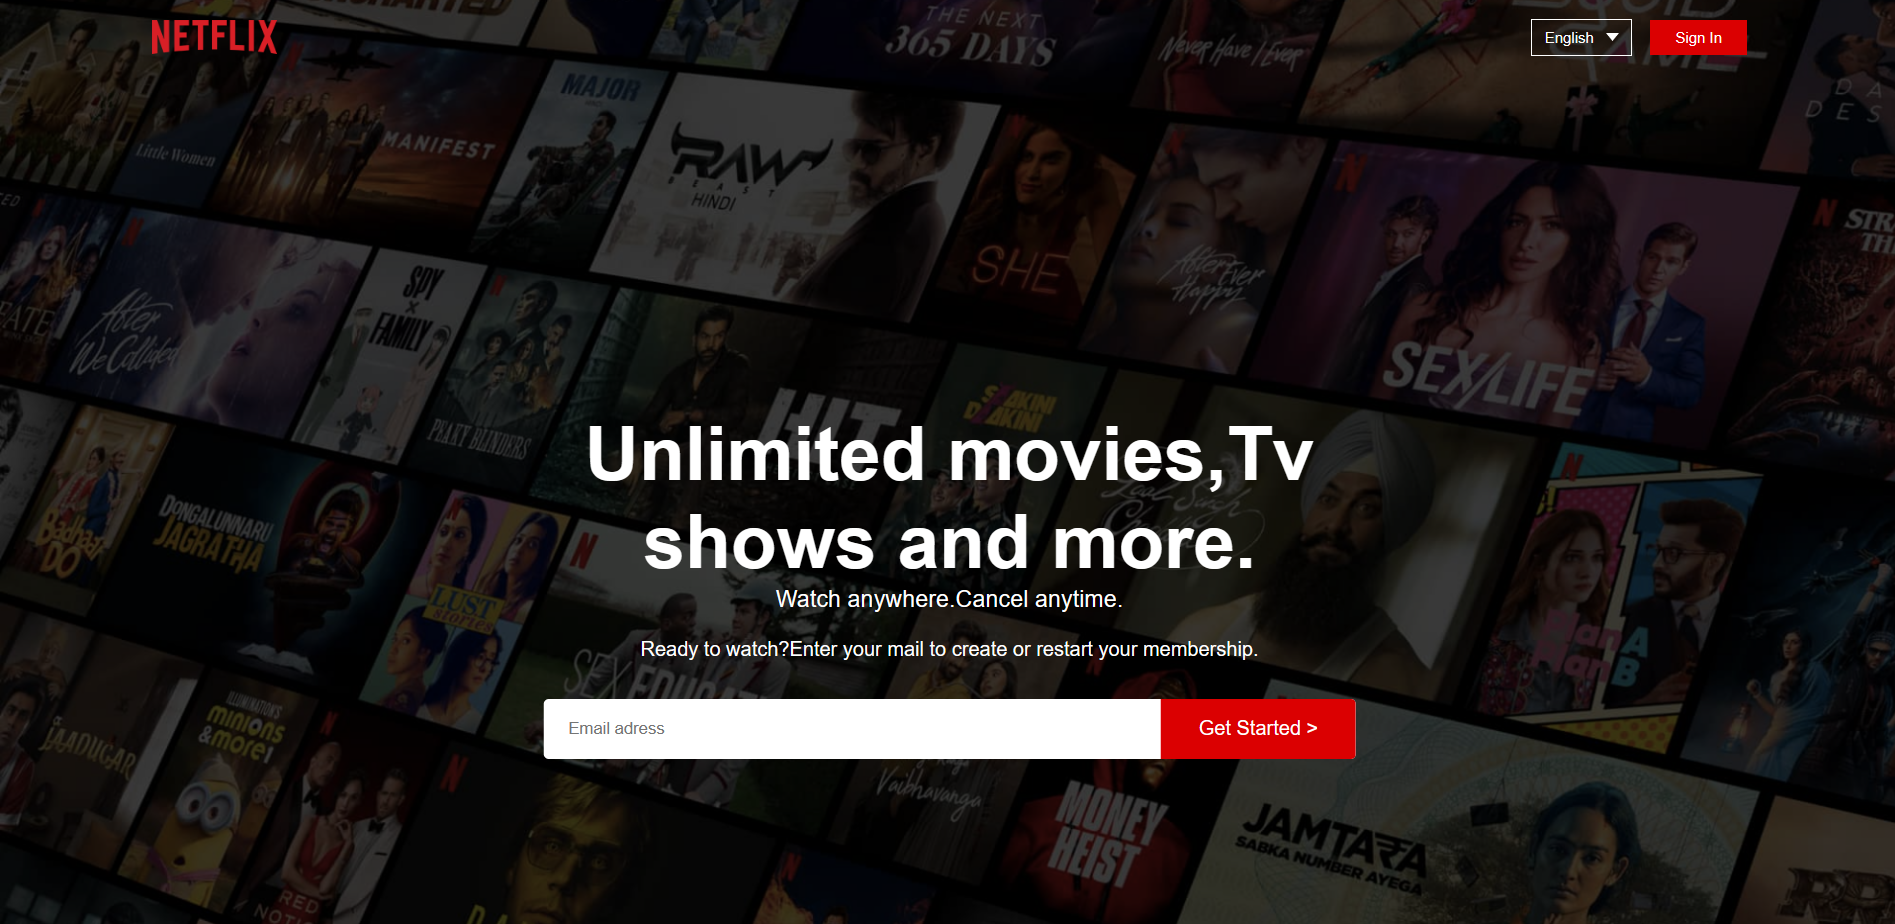 NETFLIX
English
Sign In
THE NEXT
365 DAYS
Never Have I Ever
MAJOR
HINDI
MANIFEST
Little Women
RAW
BEAST
HINDI
SHE
After
Ever
Happy
SEX/LIFE
After
We Collided
SPY
×
FAMILY
PEAKY BLINDERS
HIT
Unlimited movies,Tv
shows and more.
Watch anywhere.Cancel anytime.
Ready to watch?Enter your mail to create or restart your membership.
Email adress
Get Started >
Badhaai
DO
DONGALUNNARU
JAGRATHA
LUST
stories
SEX
Plan A
Plan B
JAADUGAR
ILLUMINATION'S
minions
&more!
Vaibhavanga
MONEY
HEIST
JAMTARA
SABKA NUMBER AYEGA
RED